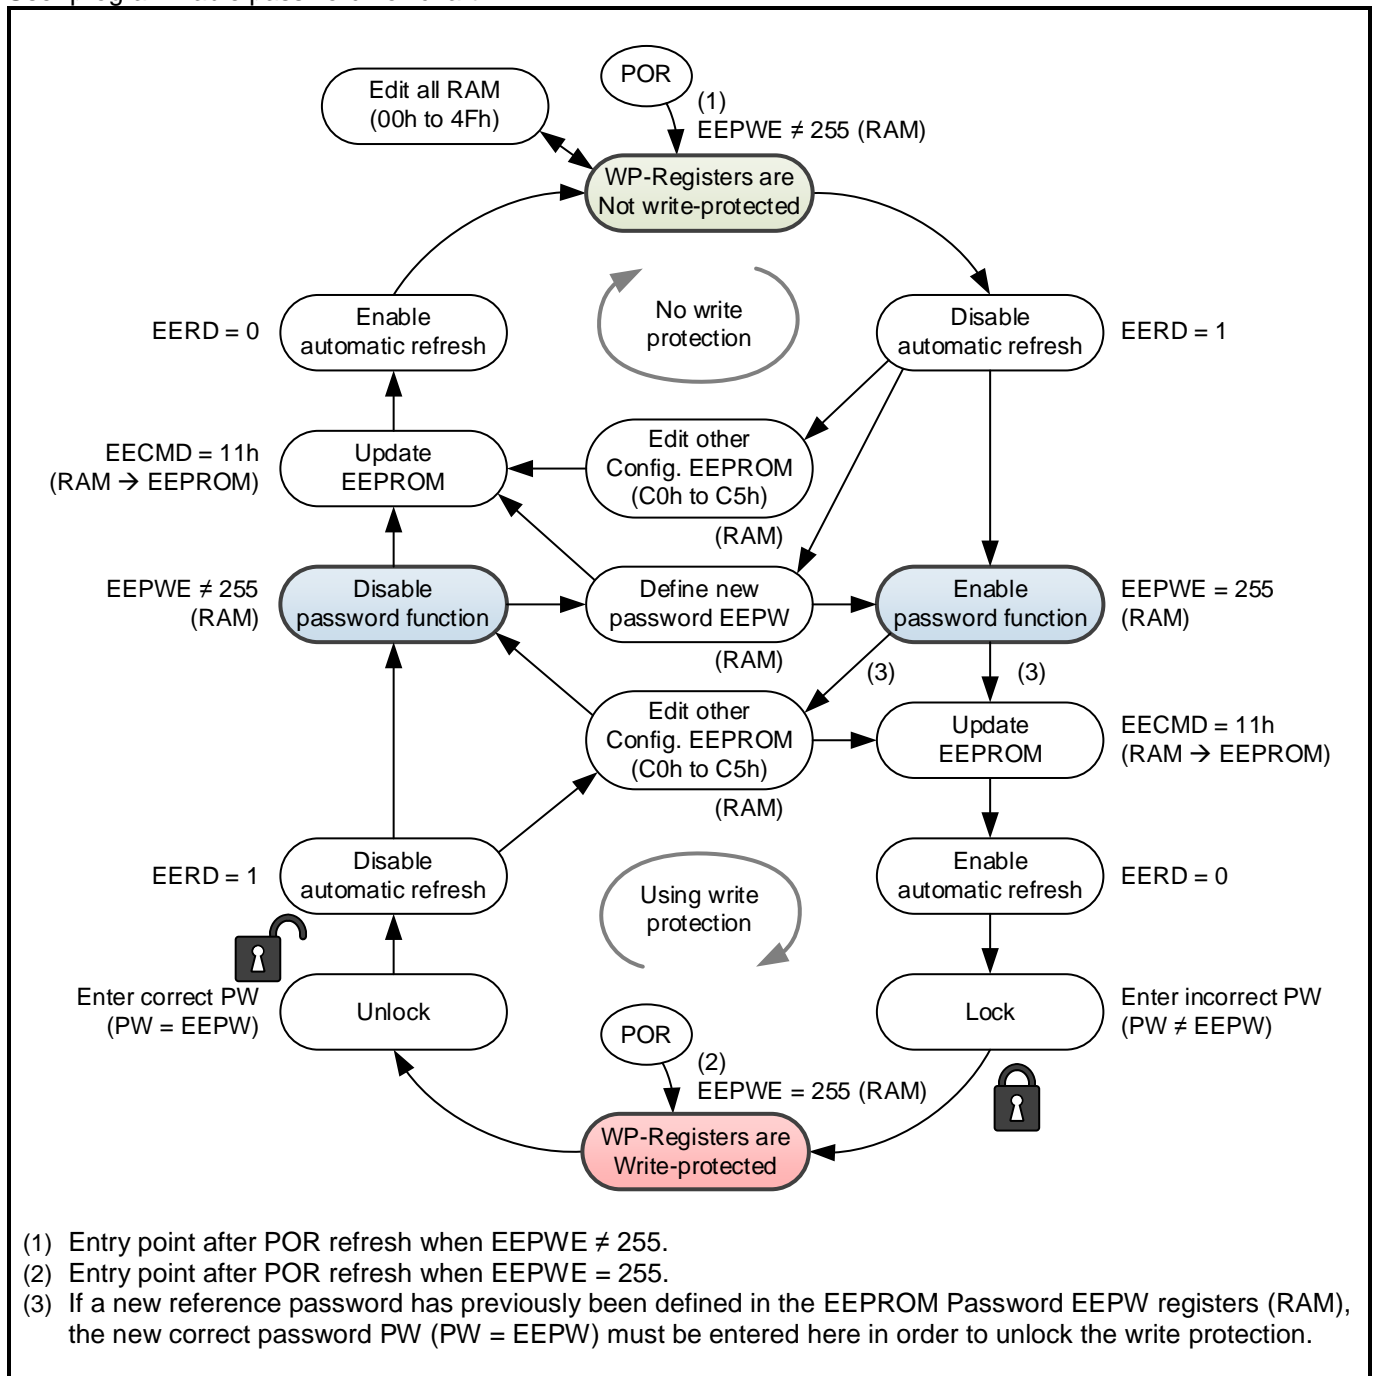 POR
Edit all RAM
(00h to 4Fh)
(1)
EEPWE ≠ 255 (RAM)
WP-Registers are
Not write-protected
No write
protection
EERD = 0
Enable
automatic refresh
Disable
automatic refresh
EERD = 1
EECMD = 11h
(RAM → EEPROM)
Update
EEPROM
Edit other
Config. EEPROM
(C0h to C5h)
(RAM)
EEPWE ≠ 255
(RAM)
Disable
password function
Define new
password EEPW
(RAM)
Enable
password function
EEPWE = 255
(RAM)
(3)
(3)
Edit other
Config. EEPROM
(C0h to C5h)
(RAM)
Update
EEPROM
EECMD = 11h
(RAM → EEPROM)
EERD = 1
Disable
automatic refresh
Using write
protection
Enable
automatic refresh
EERD = 0
Enter correct PW
(PW = EEPW)
Unlock
POR
(2)
EEPWE = 255 (RAM)
Lock
Enter incorrect PW
(PW ≠ EEPW)
WP-Registers are
Write-protected
(1) Entry point after POR refresh when EEPWE ≠ 255.
(2) Entry point after POR refresh when EEPWE = 255.
(3) If a new reference password has previously been defined in the EEPROM Password EEPW registers (RAM),
the new correct password PW (PW = EEPW) must be entered here in order to unlock the write protection.